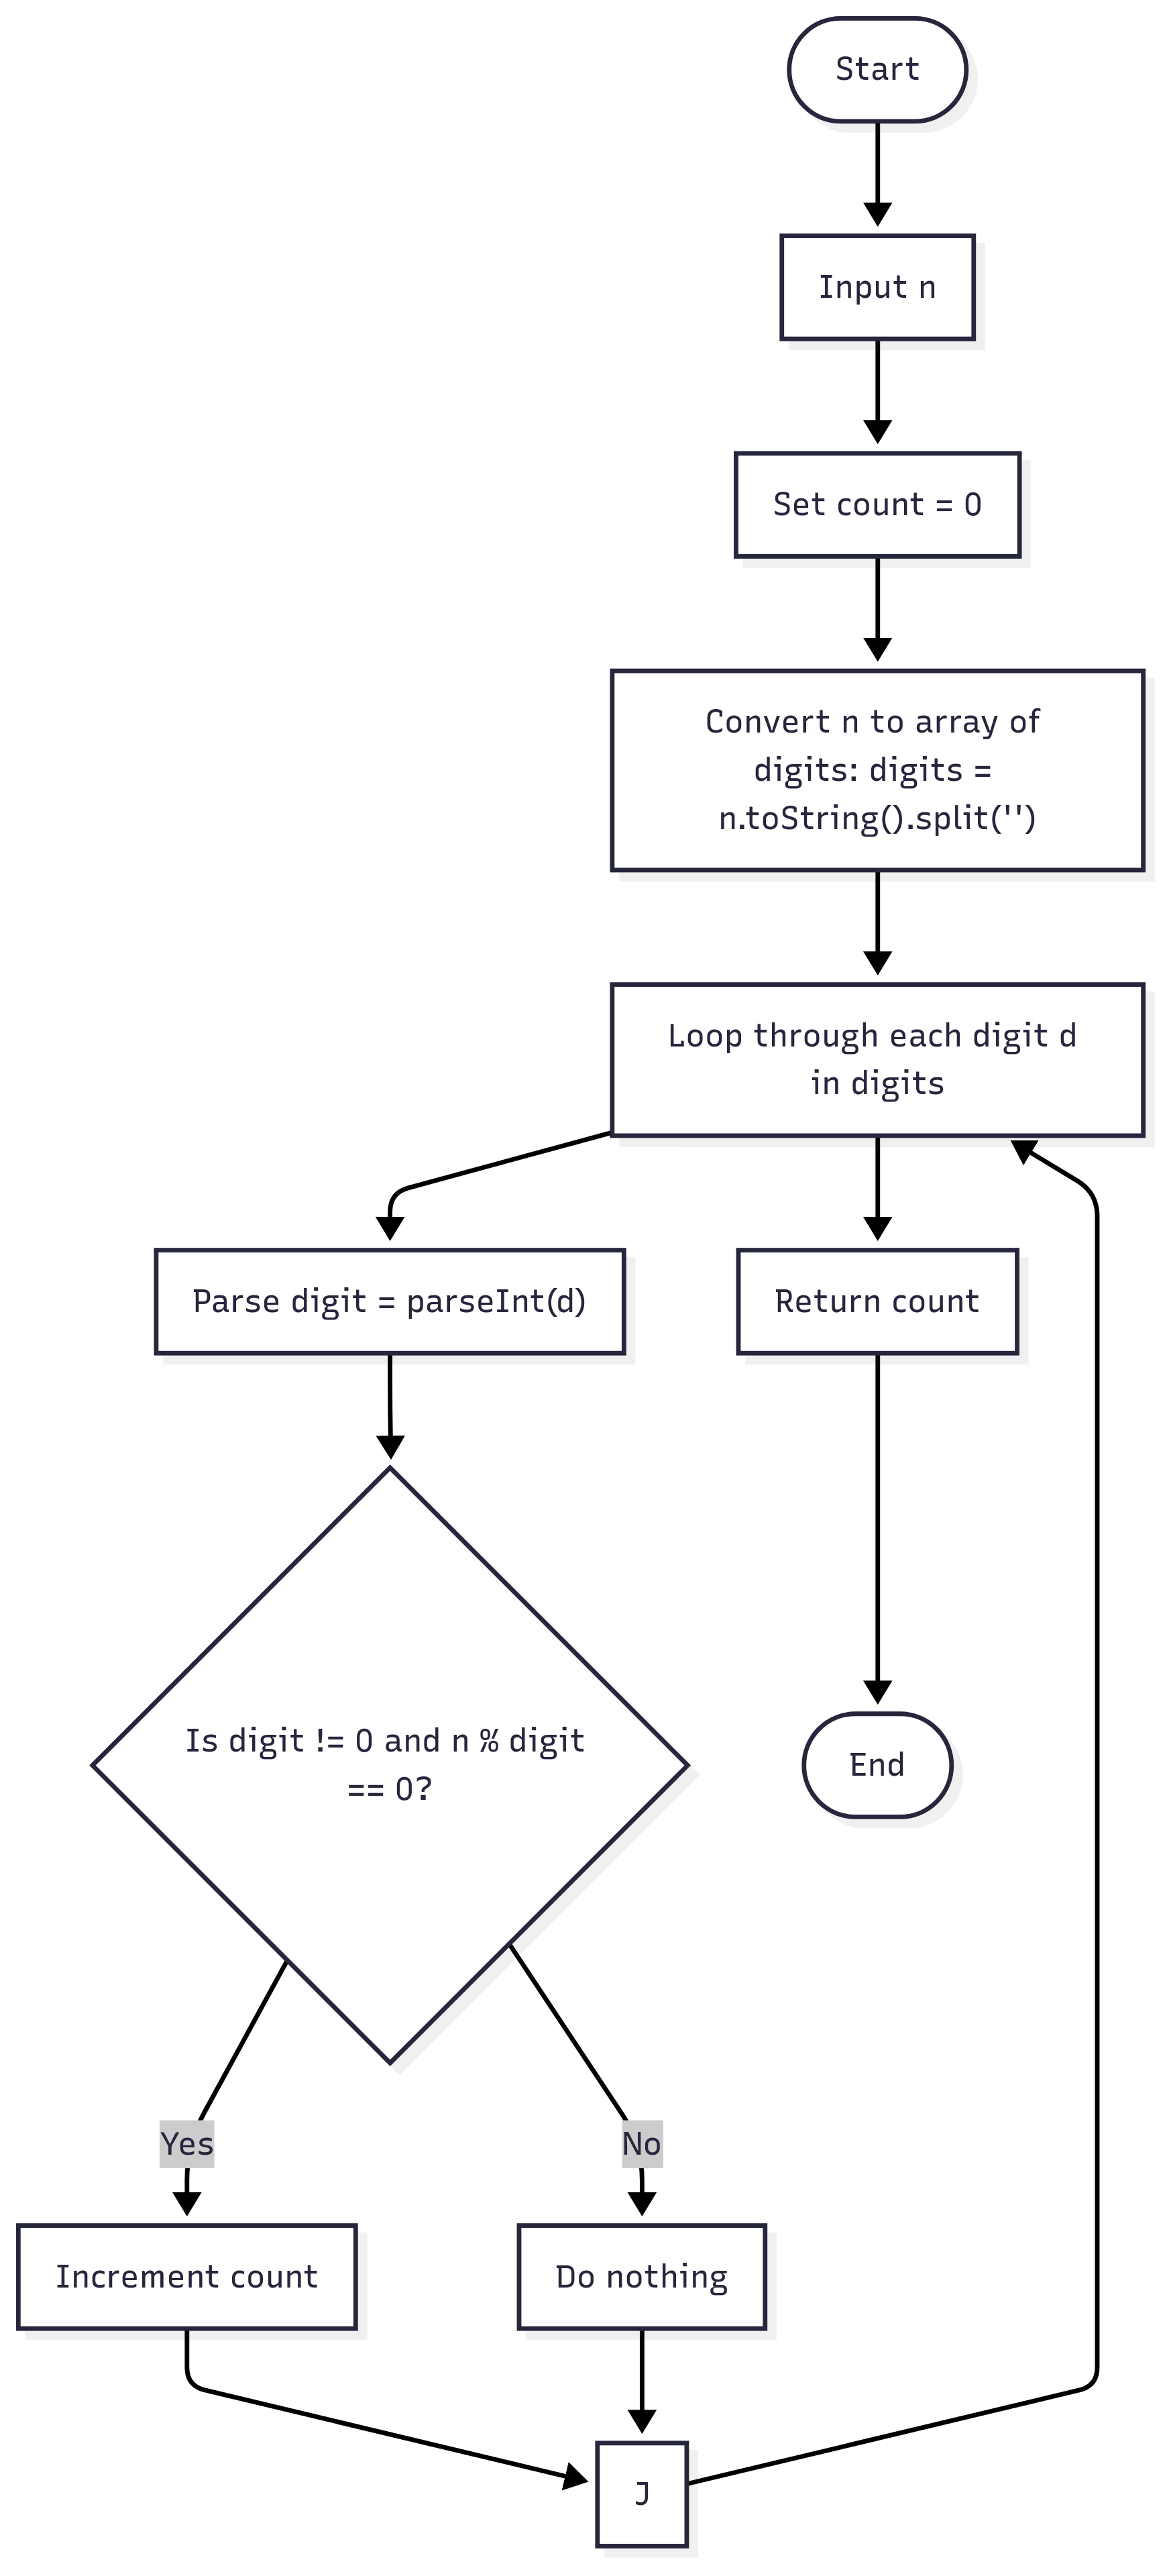 Start
Input n
Set count = 0
Convert n to array of
digits: digits =
n.toString().split('')
Loop through each digit d
in digits
Parse digit = parseInt(d)
Return count
Is digit != 0 and n % digit
== 0?
End
Yes
No
Increment count
Do nothing
J